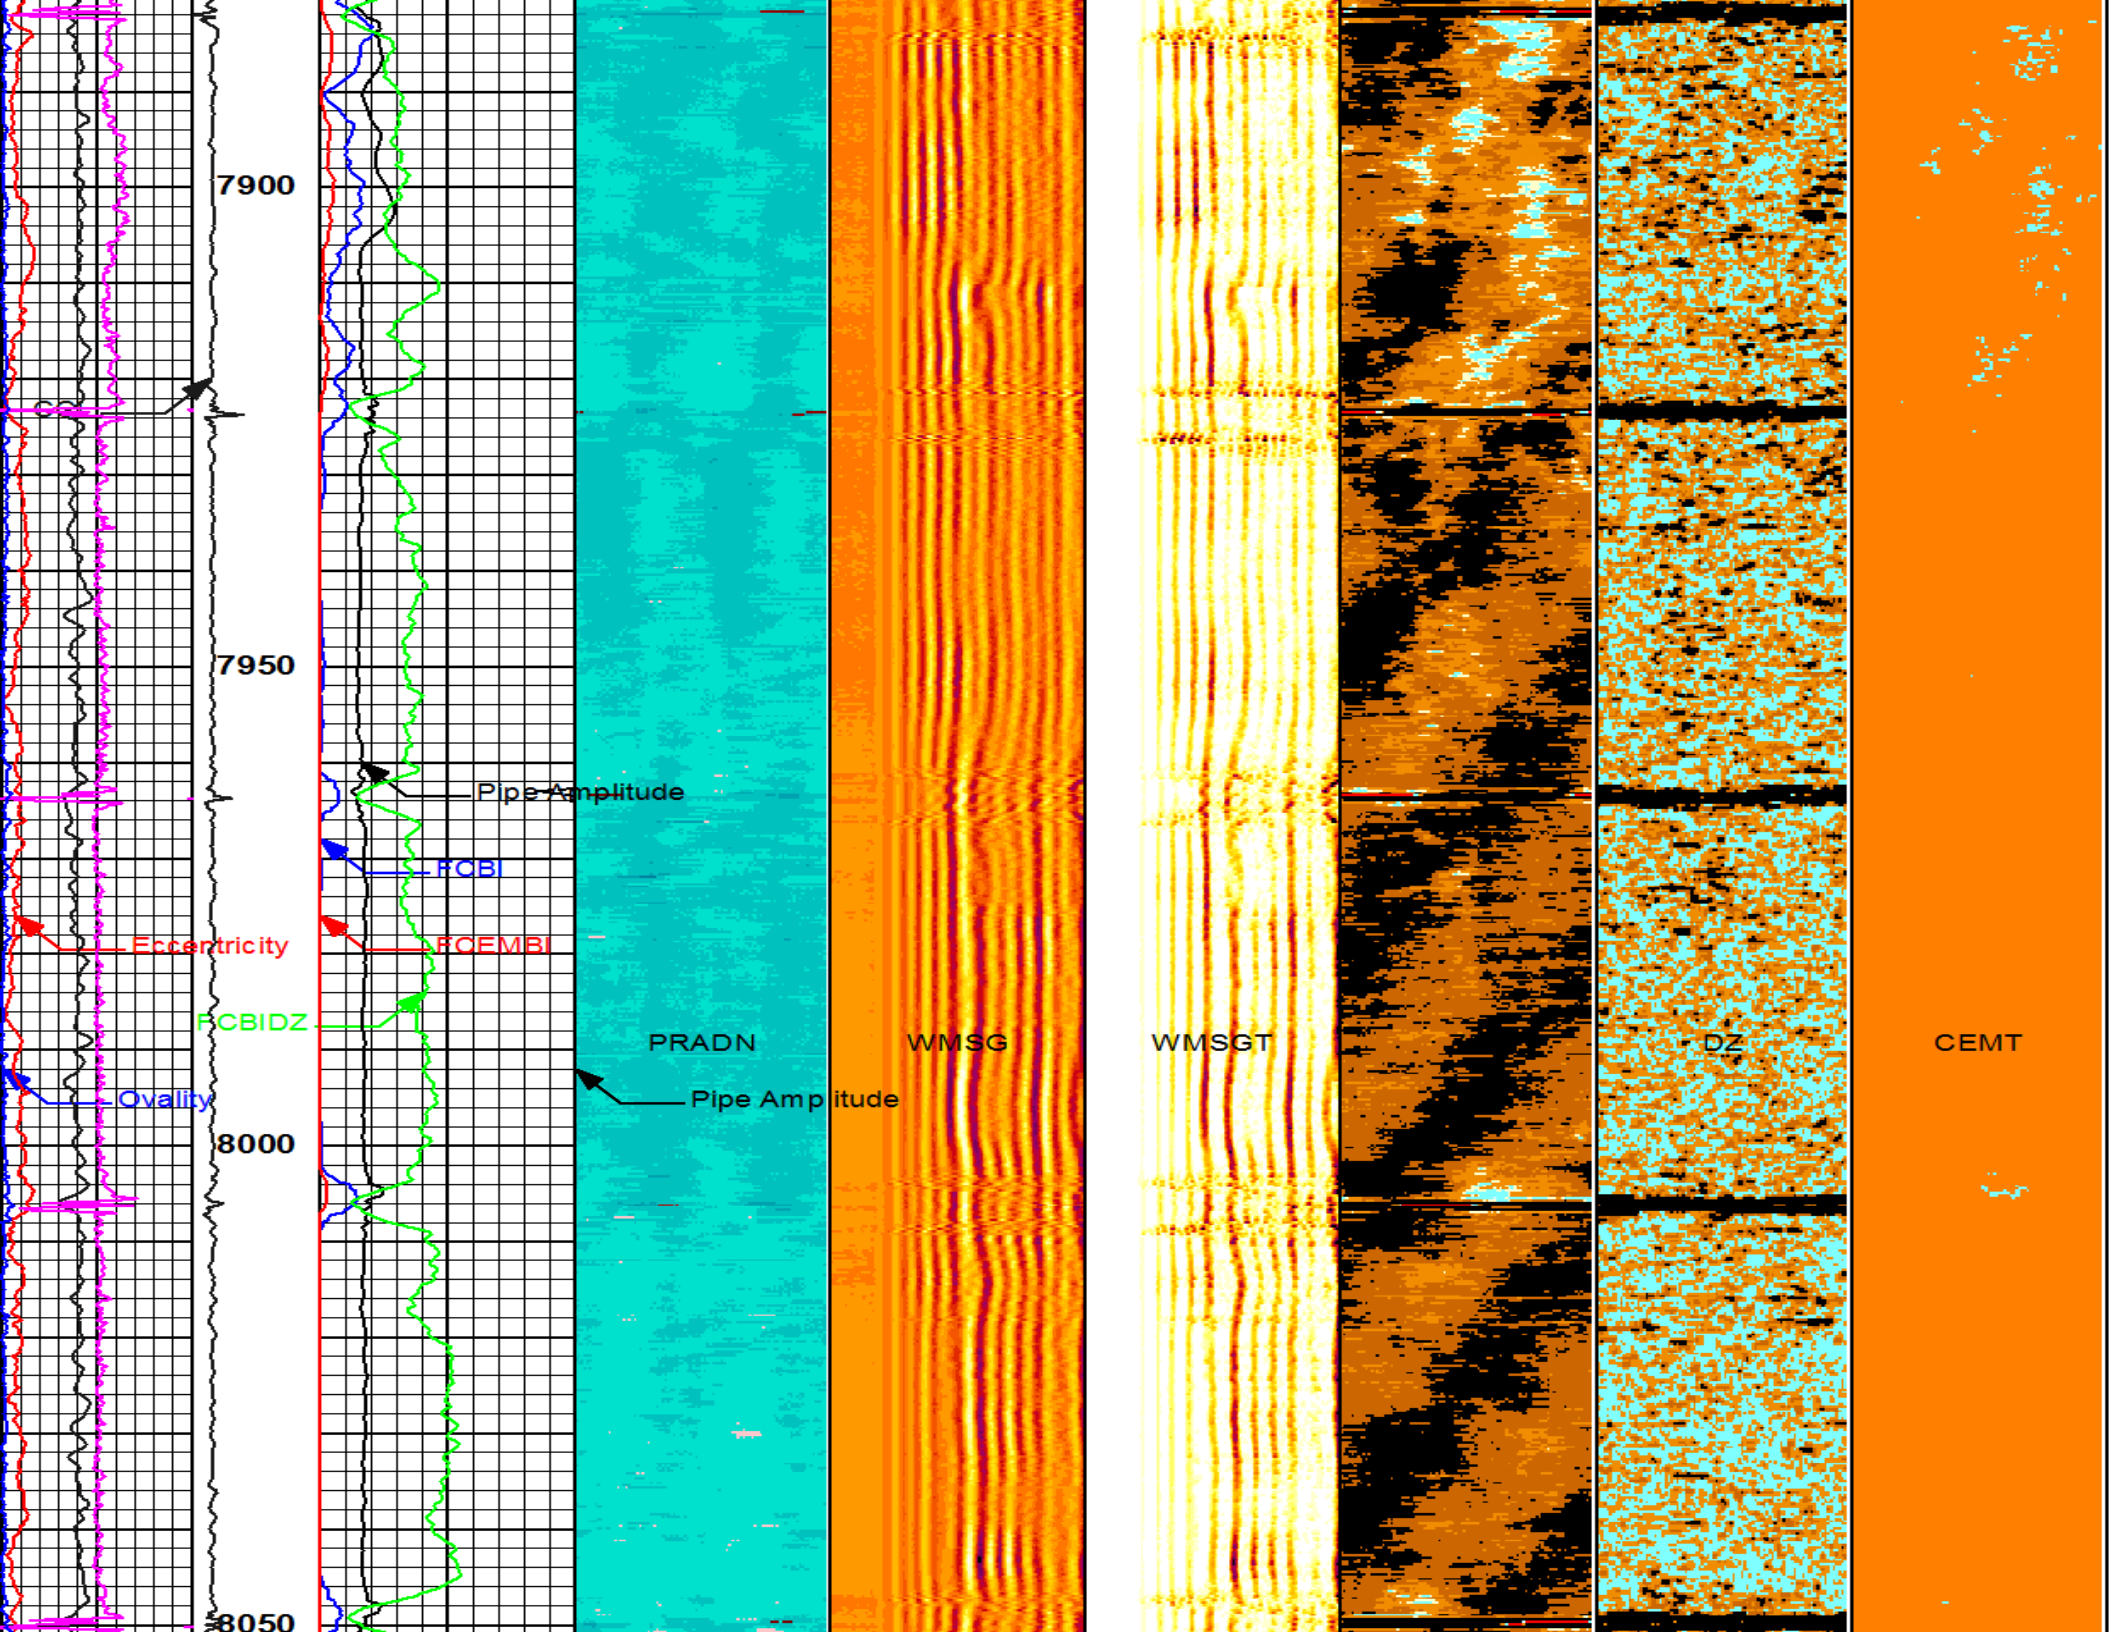 7900
7950
Pipe Amplitude
FCBI
Eccentricity
FCEMBI
FCBIDZ
PRADN
WMSG
WMSGT
DZ
CEMT
Ovality
Pipe Amplitude
8000
8050